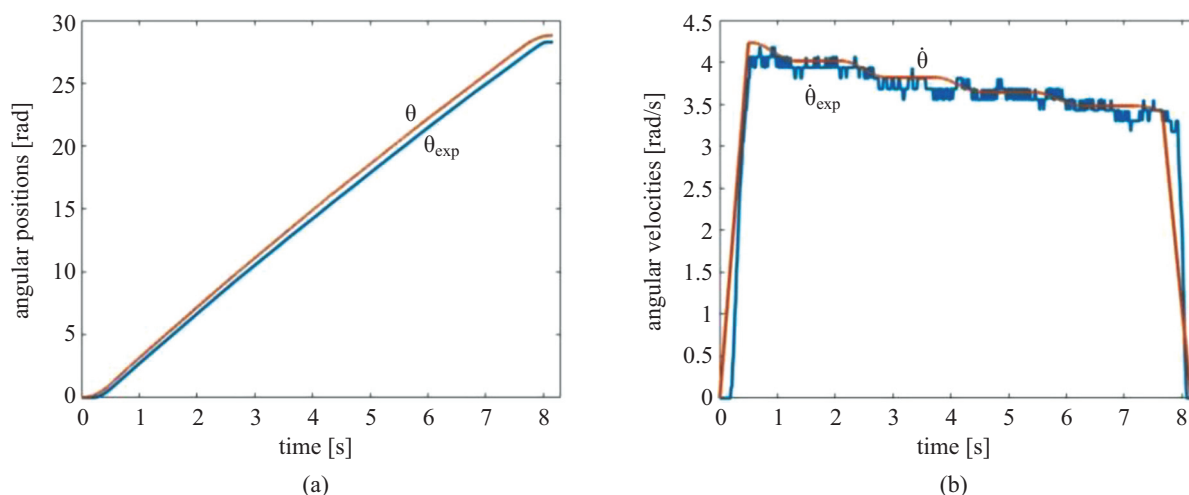 30
25
20
15
10
5
0
angular positions [rad]
θ
θexp
0 1 2 3 4 5 6 7 8
time [s]
(a)
4.5
4
3.5
3
2.5
2
1.5
1
0.5
0
angular velocities [rad/s]
θ̇
θ̇exp
0 1 2 3 4 5 6 7 8
time [s]
(b)